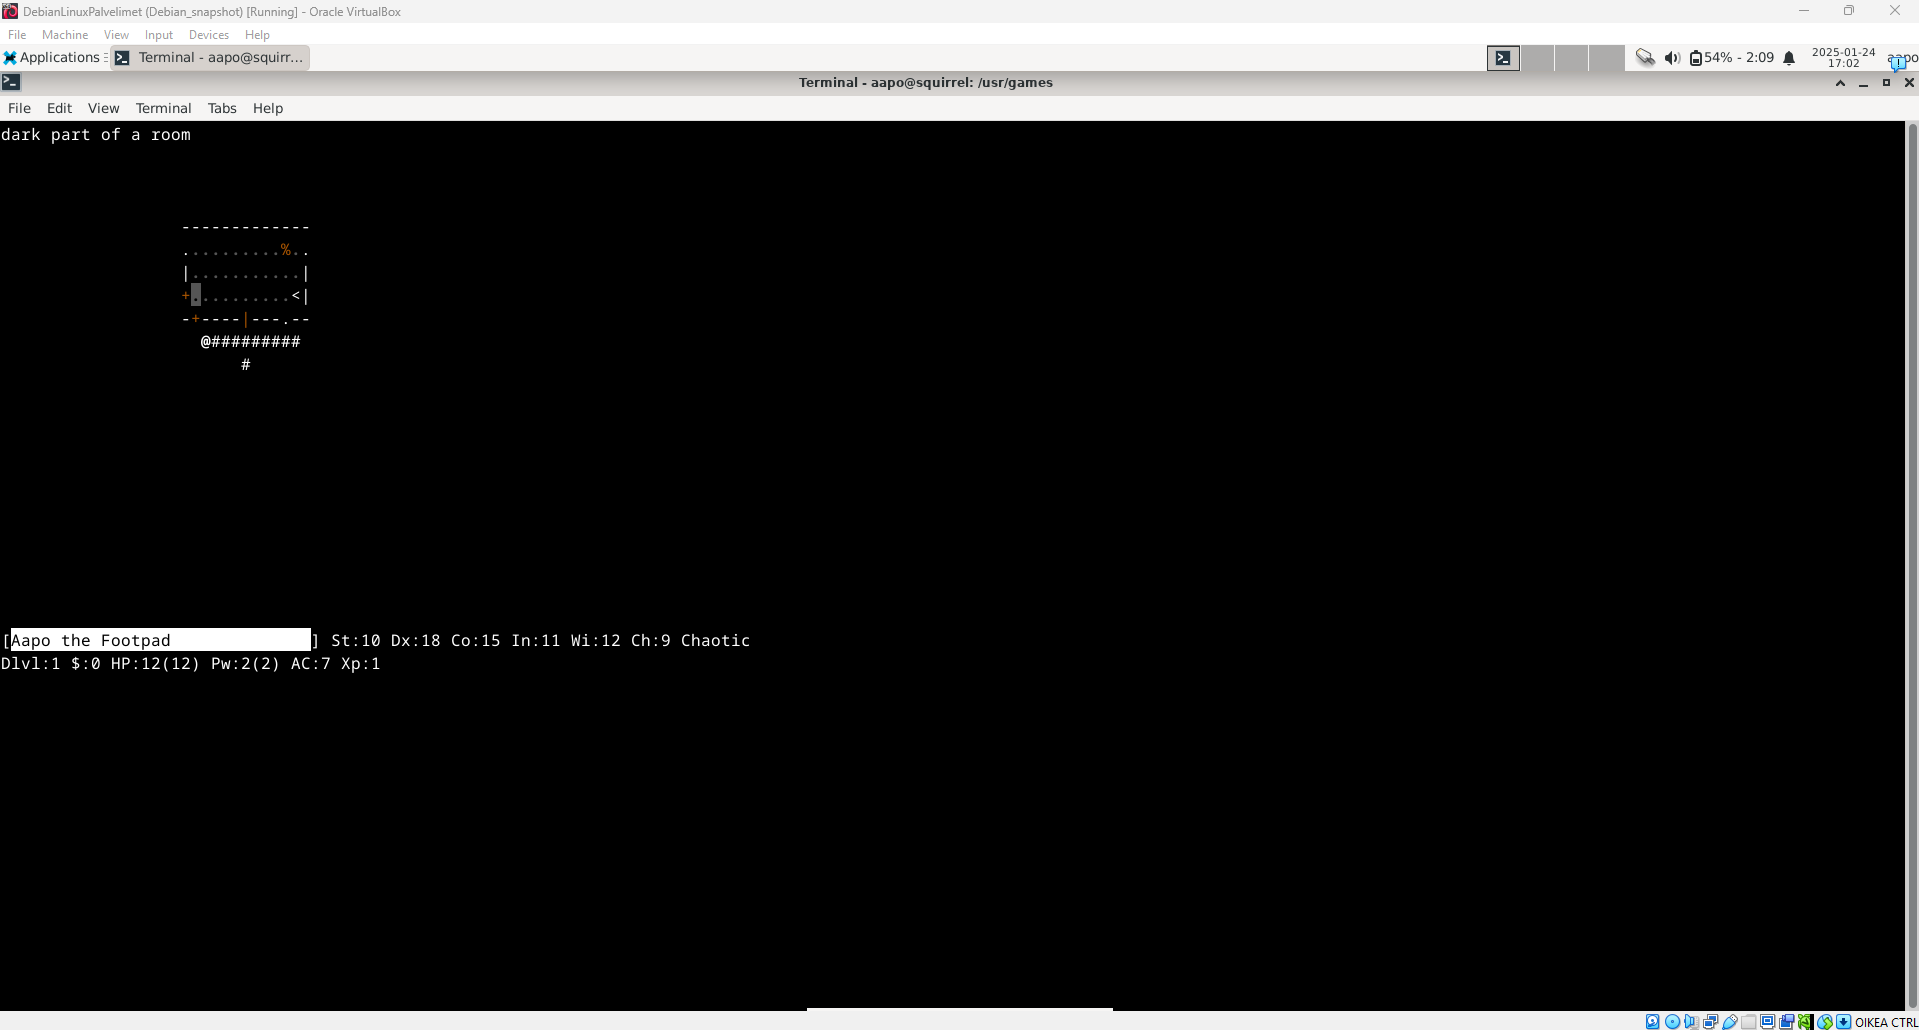 DebianLinuxPalvelimet (Debian_snapshot) [Running] - Oracle VirtualBox
File Machine View Input Devices Help
Applications Terminal - aapo@squirr... 54% - 2:09 2025-01-24 17:02 aapo
Terminal - aapo@squirrel: /usr/games
File Edit View Terminal Tabs Help
dark part of a room
-------------
.........%..
|...........|
+..........<|
-+----|---.--
@#########
#
[Aapo the Footpad ] St:10 Dx:18 Co:15 In:11 Wi:12 Ch:9 Chaotic
Dlvl:1 $:0 HP:12(12) Pw:2(2) AC:7 Xp:1
OIKEA CTRL